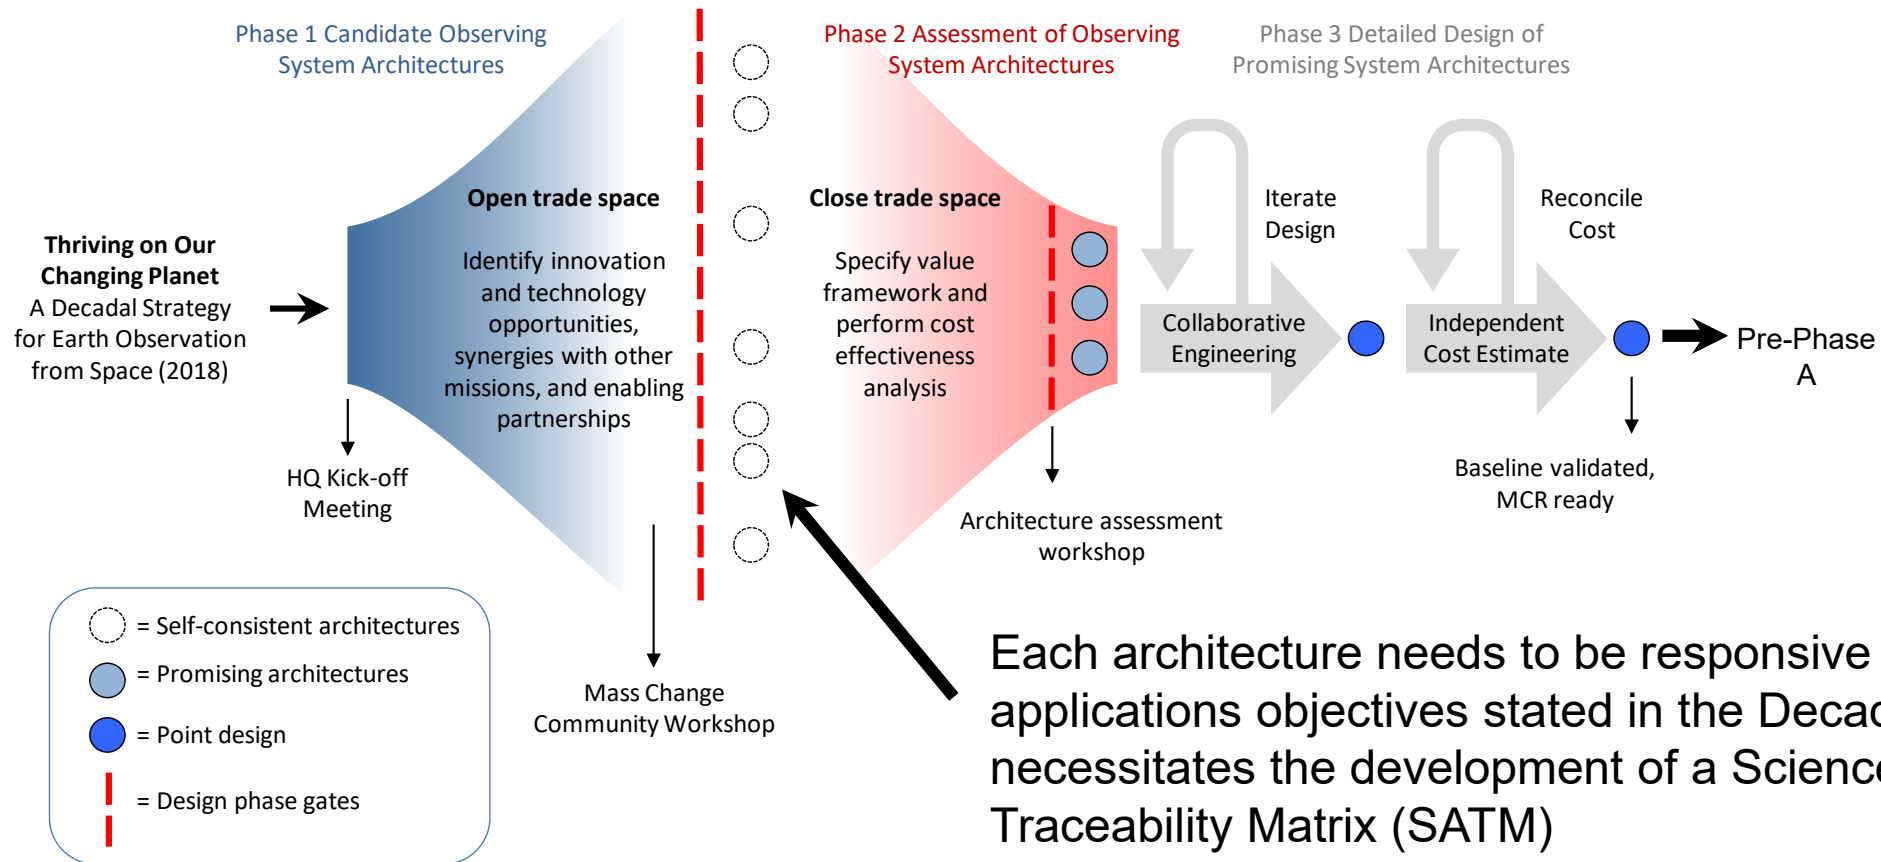 Phase 1 Candidate Observing
System Architectures
Phase 2 Assessment of Observing
System Architectures
Phase 3 Detailed Design of
Promising System Architectures
Thriving on Our
Changing Planet
A Decadal Strategy
for Earth Observation
from Space (2018)
Open trade space
Identify innovation
and technology
opportunities,
synergies with other
missions, and enabling
partnerships
Close trade space
Specify value
framework and
perform cost
effectiveness
analysis
Iterate
Design
Reconcile
Cost
Collaborative
Engineering
Independent
Cost Estimate
Pre-Phase
A
HQ Kick-off
Meeting
Mass Change
Community Workshop
Architecture assessment
workshop
Baseline validated,
MCR ready
= Self-consistent architectures
= Promising architectures
= Point design
= Design phase gates
Each architecture needs to be responsive
applications objectives stated in the
necessitates the development of a Science
Traceability Matrix (SATM)